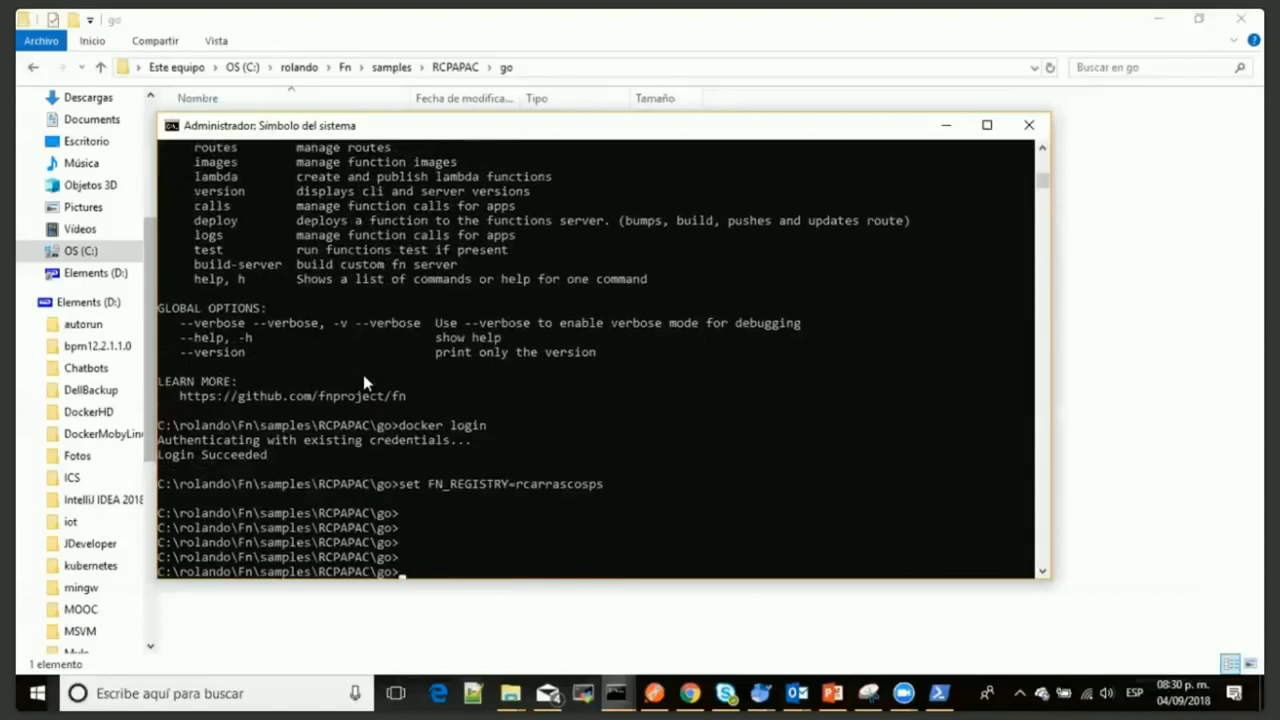 go
Archivo Inicio Compartir Vista
Este equipo › OS (C:) › rolando › Fn › samples › RCPAPAC › go
Buscar en go
Nombre Fecha de modifica... Tipo Tamaño
Descargas
Documents
Escritorio
Música
Objetos 3D
Pictures
Vídeos
OS (C:)
Elements (D:)
Elements (D:)
autorun
bpm12.2.1.1.0
Chatbots
DellBackup
DockerHD
DockerMobyLinu
Fotos
ICS
IntelliJ IDEA 2018
iot
JDeveloper
kubernetes
mingw
MOOC
MSVM
1 elemento
Administrador: Símbolo del sistema
routes manage routes
images manage function images
lambda create and publish lambda functions
version displays cli and server versions
calls manage function calls for apps
deploy deploys a function to the functions server. (bumps, build, pushes and updates route)
logs manage function calls for apps
test run functions test if present
build-server build custom fn server
help, h Shows a list of commands or help for one command
GLOBAL OPTIONS:
--verbose --verbose, -v --verbose Use --verbose to enable verbose mode for debugging
--help, -h show help
--version print only the version
LEARN MORE:
https://github.com/fnproject/fn
C:\rolando\Fn\samples\RCPAPAC\go>docker login
Authenticating with existing credentials...
Login Succeeded
C:\rolando\Fn\samples\RCPAPAC\go>set FN_REGISTRY=rcarrascosps
C:\rolando\Fn\samples\RCPAPAC\go>
C:\rolando\Fn\samples\RCPAPAC\go>
C:\rolando\Fn\samples\RCPAPAC\go>
C:\rolando\Fn\samples\RCPAPAC\go>
C:\rolando\Fn\samples\RCPAPAC\go>
Escribe aquí para buscar
ESP
08:30 p. m.
04/09/2018